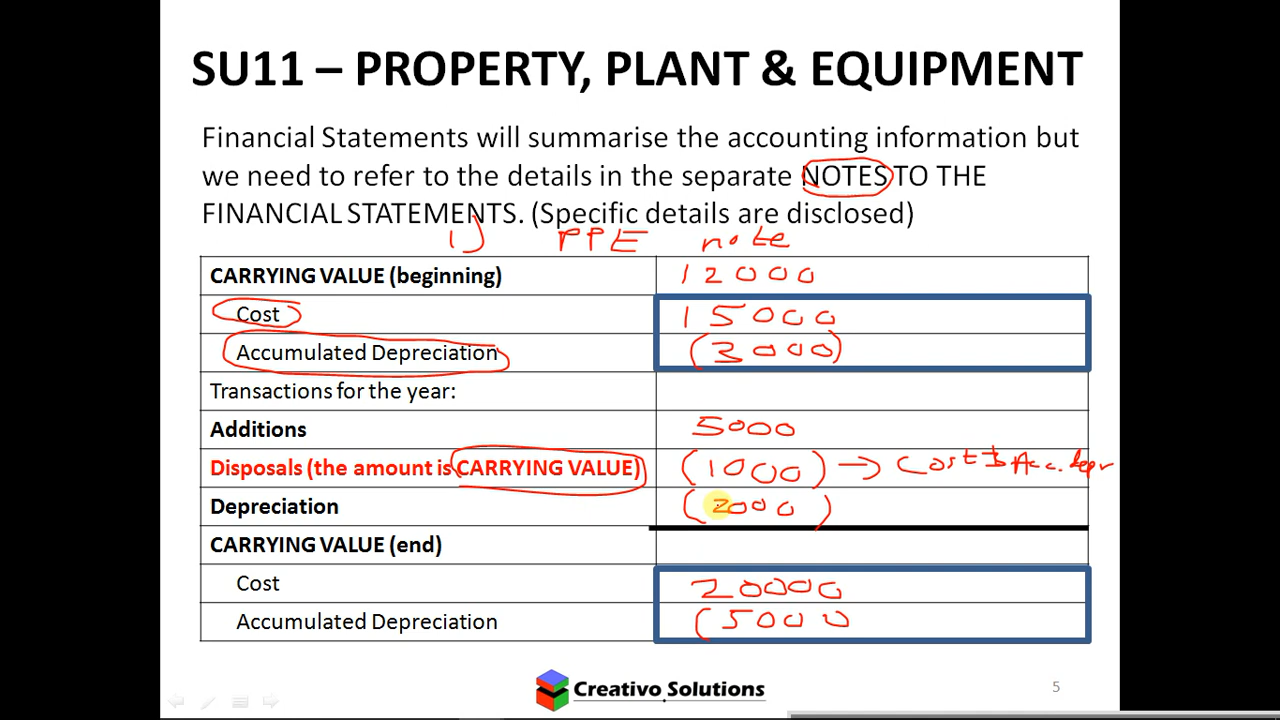 SU11 – PROPERTY, PLANT & EQUIPMENT
Financial Statements will summarise the accounting information but
we need to refer to the details in the separate NOTES TO THE
FINANCIAL STATEMENTS. (Specific details are disclosed)
1) PPE note
CARRYING VALUE (beginning) 12000
Cost 15000
Accumulated Depreciation (3000)
Transactions for the year:
Additions 5000
Disposals (the amount is CARRYING VALUE) (1000) → Cost Acc. depr
Depreciation (2000)
CARRYING VALUE (end)
Cost 20000
Accumulated Depreciation (5000
Creativo Solutions
5